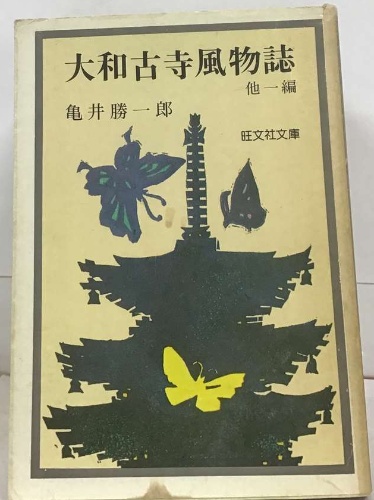 大和古寺風物誌
他一編
亀井勝一郎
旺文社文庫